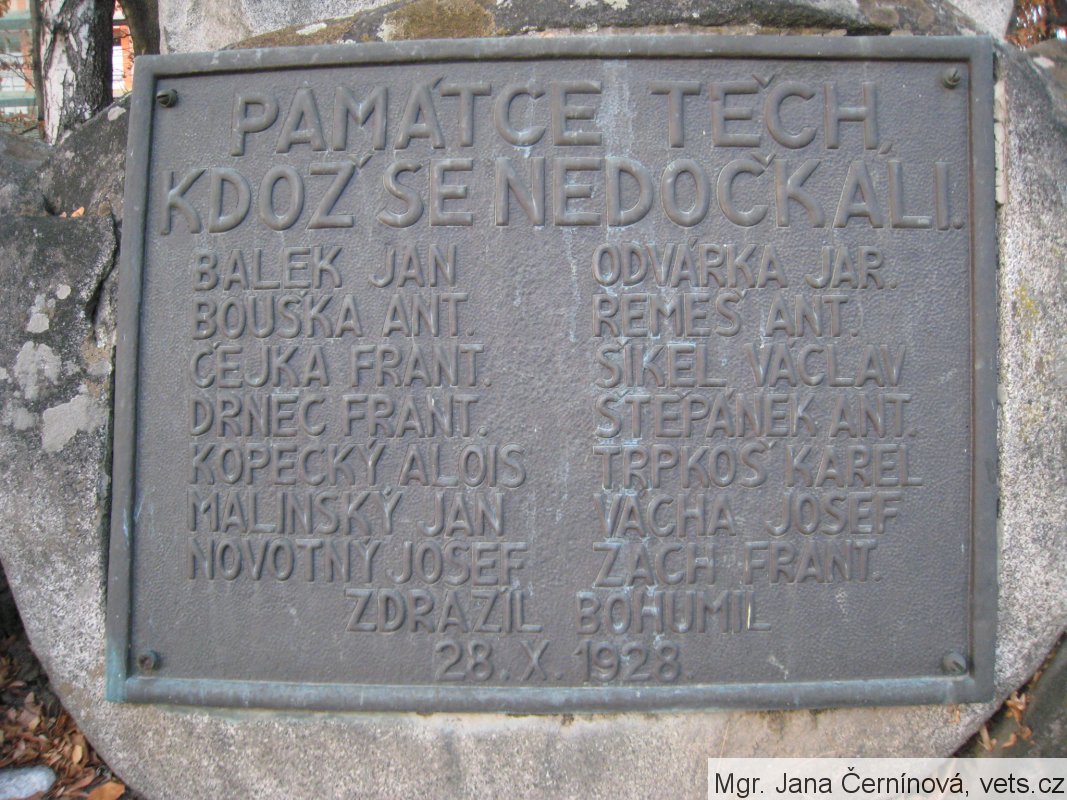 PAMÁTCE TĚCH,
KDOŽ SE NEDOČKALI.
BALEK JAN
BOUŠKA ANT.
ČEJKA FRANT.
DRNEC FRANT.
KOPECKÝ ALOIS
MALINSKÝ JAN
NOVOTNÝ JOSEF
ODVÁRKA JAR.
REMEŠ ANT.
ŠIKEL VÁCLAV
ŠTĚPÁNEK ANT.
TRPKOŠ KAREL
VÁCHA JOSEF
ZACH FRANT.
ZDRAŽIL BOHUMIL
28. X. 1928.
Mgr. Jana Černínová, vets.cz